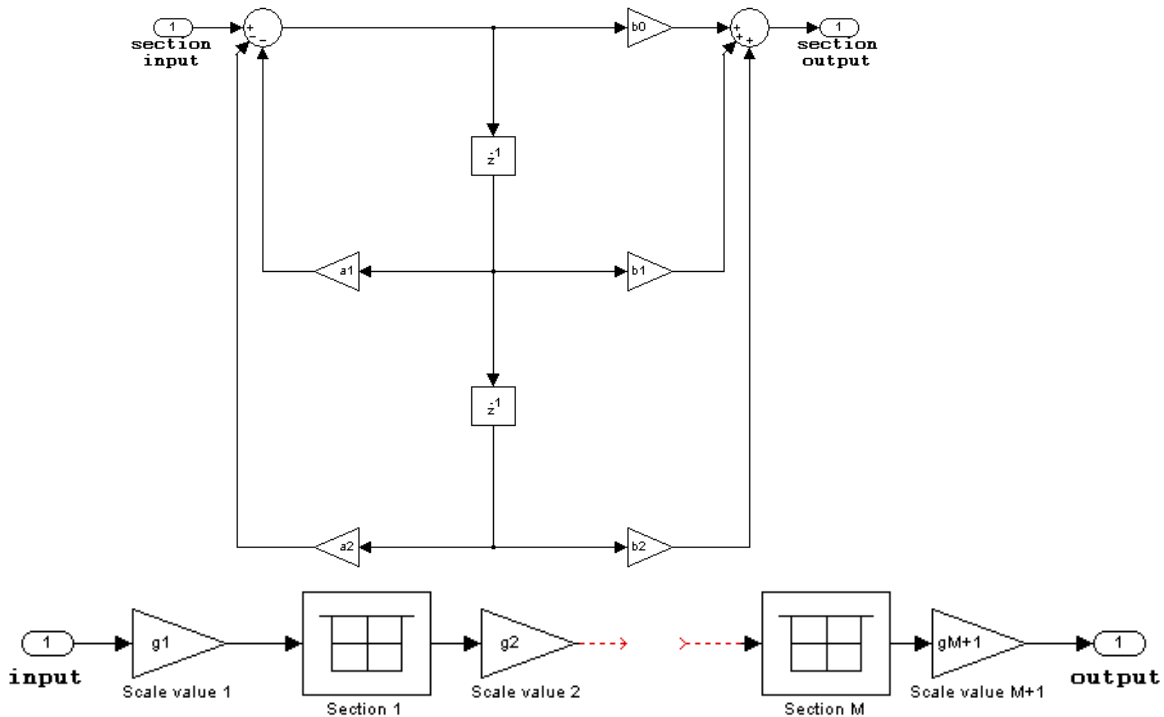 1
section
input
+
−
−
b0
+
+
+
1
section
output
z-1
a1
b1
z-1
a2
b2
1
input
g1
Scale value 1
Section 1
g2
Scale value 2
Section M
gM+1
Scale value M+1
1
output